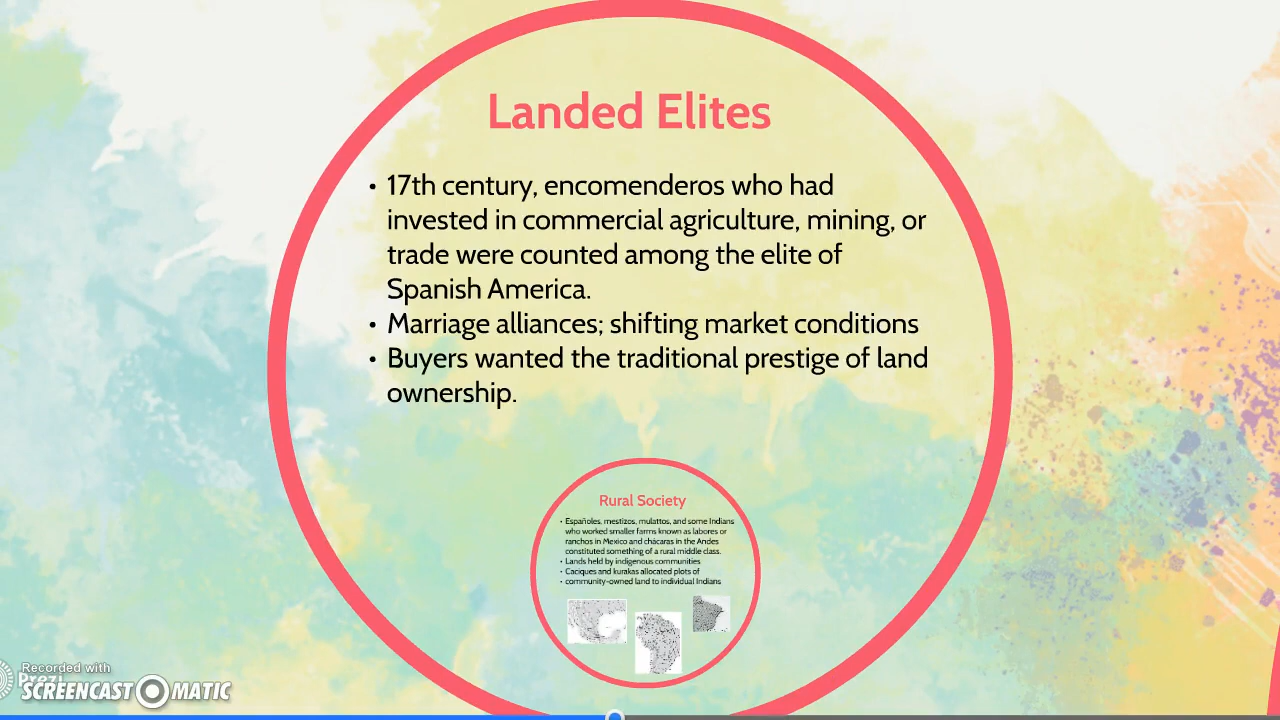 Landed Elites
• 17th century, encomenderos who had
invested in commercial agriculture, mining, or
trade were counted among the elite of
Spanish America.
• Marriage alliances; shifting market conditions
• Buyers wanted the traditional prestige of land
ownership.
Rural Society
• Españoles, mestizos, mulattos, and some Indians
who worked smaller farms known as labores or
ranchos in Mexico and chácaras in the Andes
constituted something of a rural middle class.
• Lands held by indigenous communities
• Caciques and kurakas allocated plots of
• community-owned land to individual Indians
Recorded with
Prezi
SCREENCAST MATIC